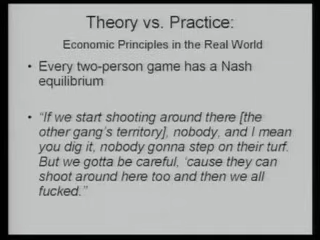 Theory vs. Practice:
Economic Principles in the Real World
• Every two-person game has a Nash
equilibrium
• “If we start shooting around there [the
other gang’s territory], nobody, and I mean
you dig it, nobody gonna step on their turf.
But we gotta be careful, ‘cause they can
shoot around here too and then we all
fucked.”